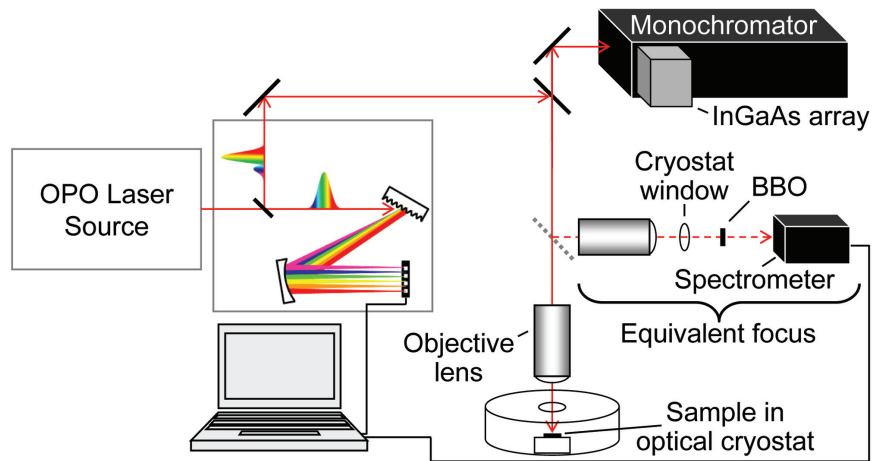 Monochromator
InGaAs array
OPO Laser
Source
Cryostat
window
BBO
Spectrometer
Equivalent focus
Objective
lens
Sample in
optical cryostat